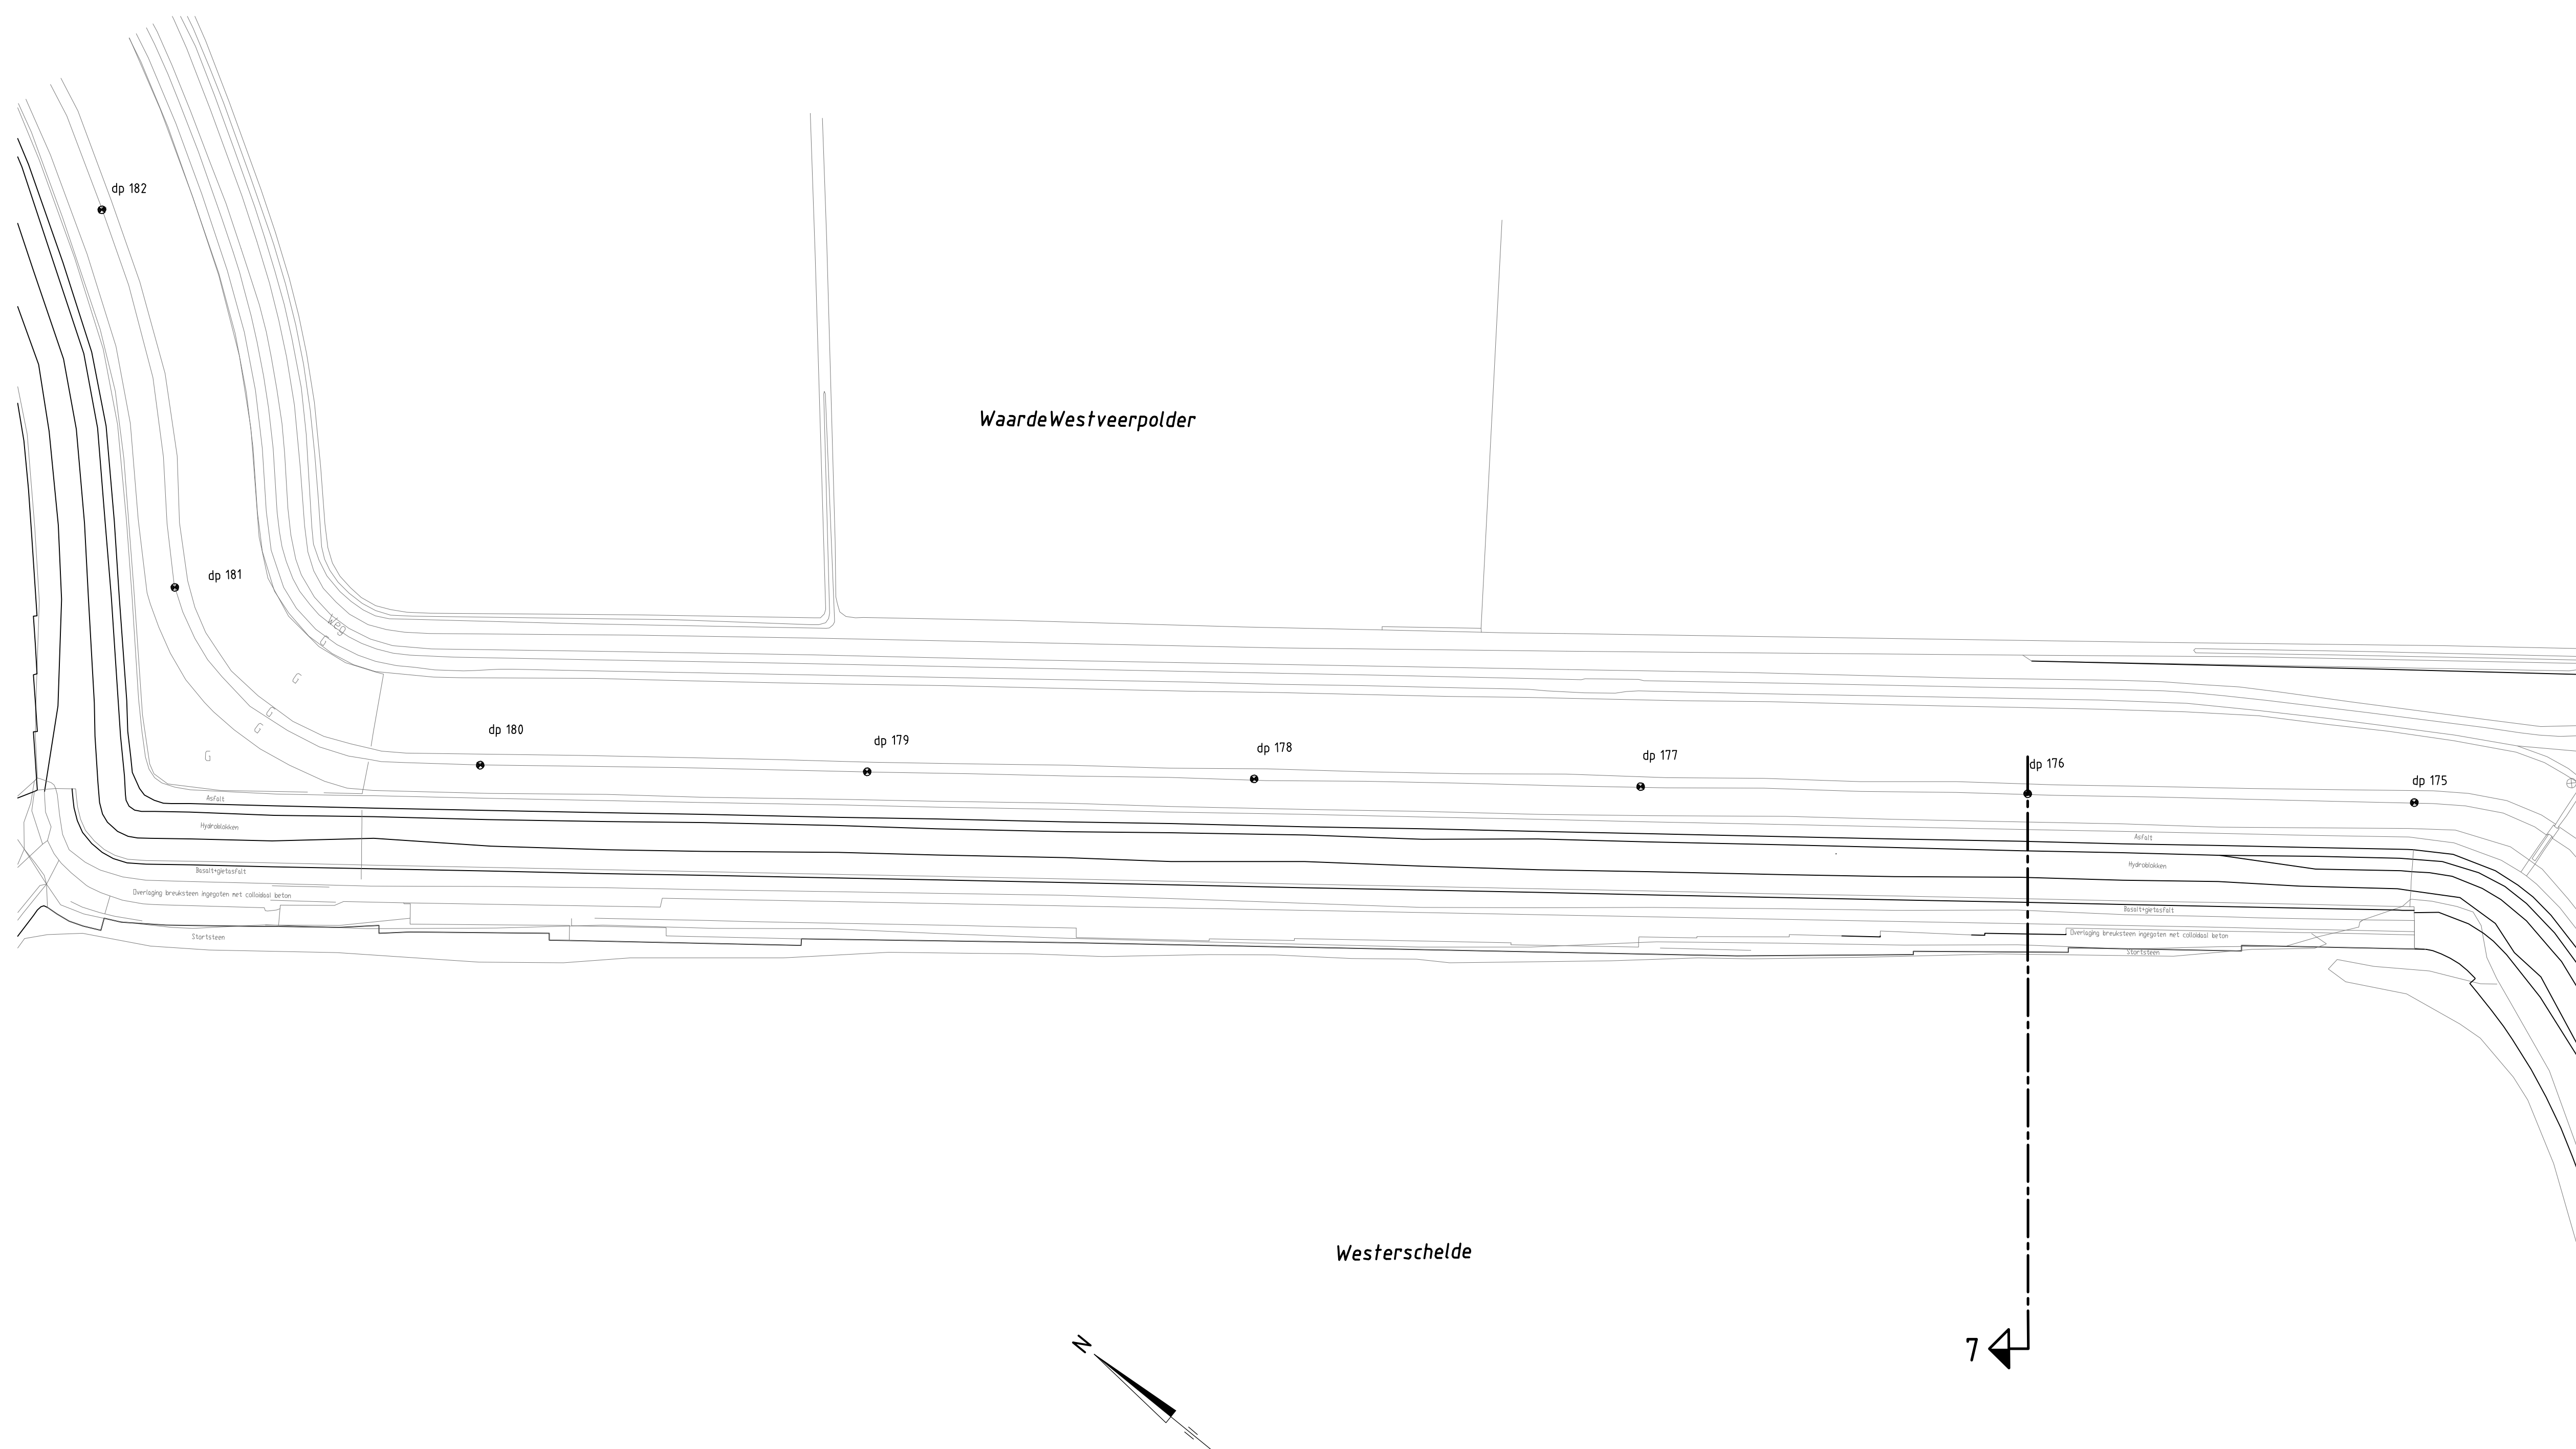 dp 182
WaardeWestveerpolder
dp 181
Weg
G
G
G
G
G
dp 180
dp 179
dp 178
dp 177
dp 176
dp 175
Asfalt
Hydroblokken
Basalt+gietasfalt
Overlaging breuksteen ingegoten met colloidaal beton
Stortsteen
Asfalt
Hydroblokken
Basalt+gietasfalt
Overlaging breuksteen ingegoten met colloidaal beton
Stortsteen
Westerschelde
N
7